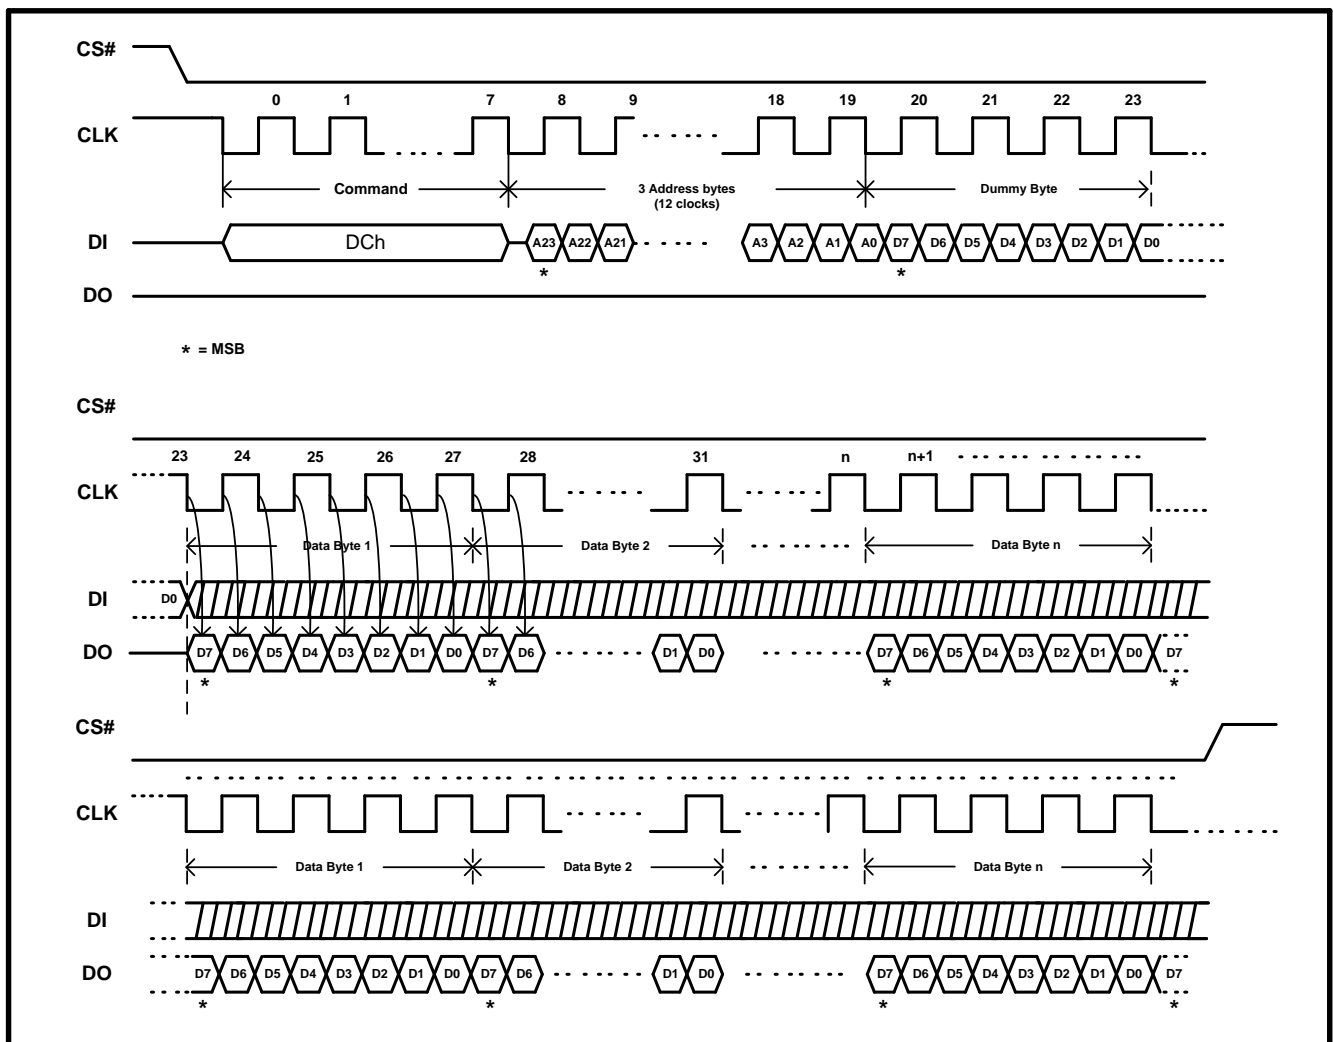 CS#
0 1 7 8 9 18 19 20 21 22 23
CLK
Command 3 Address bytes Dummy Byte
(12 clocks)
DI DCh A23 A22 A21 A3 A2 A1 A0 D7 D6 D5 D4 D3 D2 D1 D0
* *
DO
* = MSB
CS#
23 24 25 26 27 28 31 n n+1
CLK
Data Byte 1 Data Byte 2 Data Byte n
DI D0
DO D7 D6 D5 D4 D3 D2 D1 D0 D7 D6 D1 D0 D7 D6 D5 D4 D3 D2 D1 D0 D7
* * * *
CS#
CLK
Data Byte 1 Data Byte 2 Data Byte n
DI
DO D7 D6 D5 D4 D3 D2 D1 D0 D7 D6 D1 D0 D7 D6 D5 D4 D3 D2 D1 D0 D7
* * * *